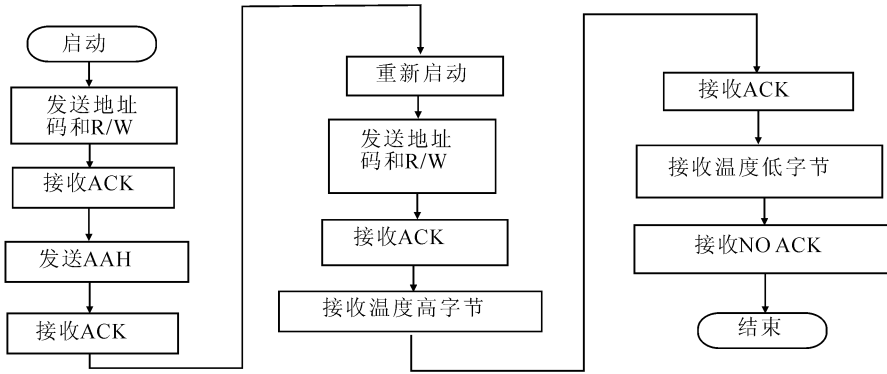 启动
发送地址
码和R/W
接收ACK
发送AAH
接收ACK
重新启动
发送地址
码和R/W
接收ACK
接收温度高字节
接收ACK
接收温度低字节
接收NO ACK
结束